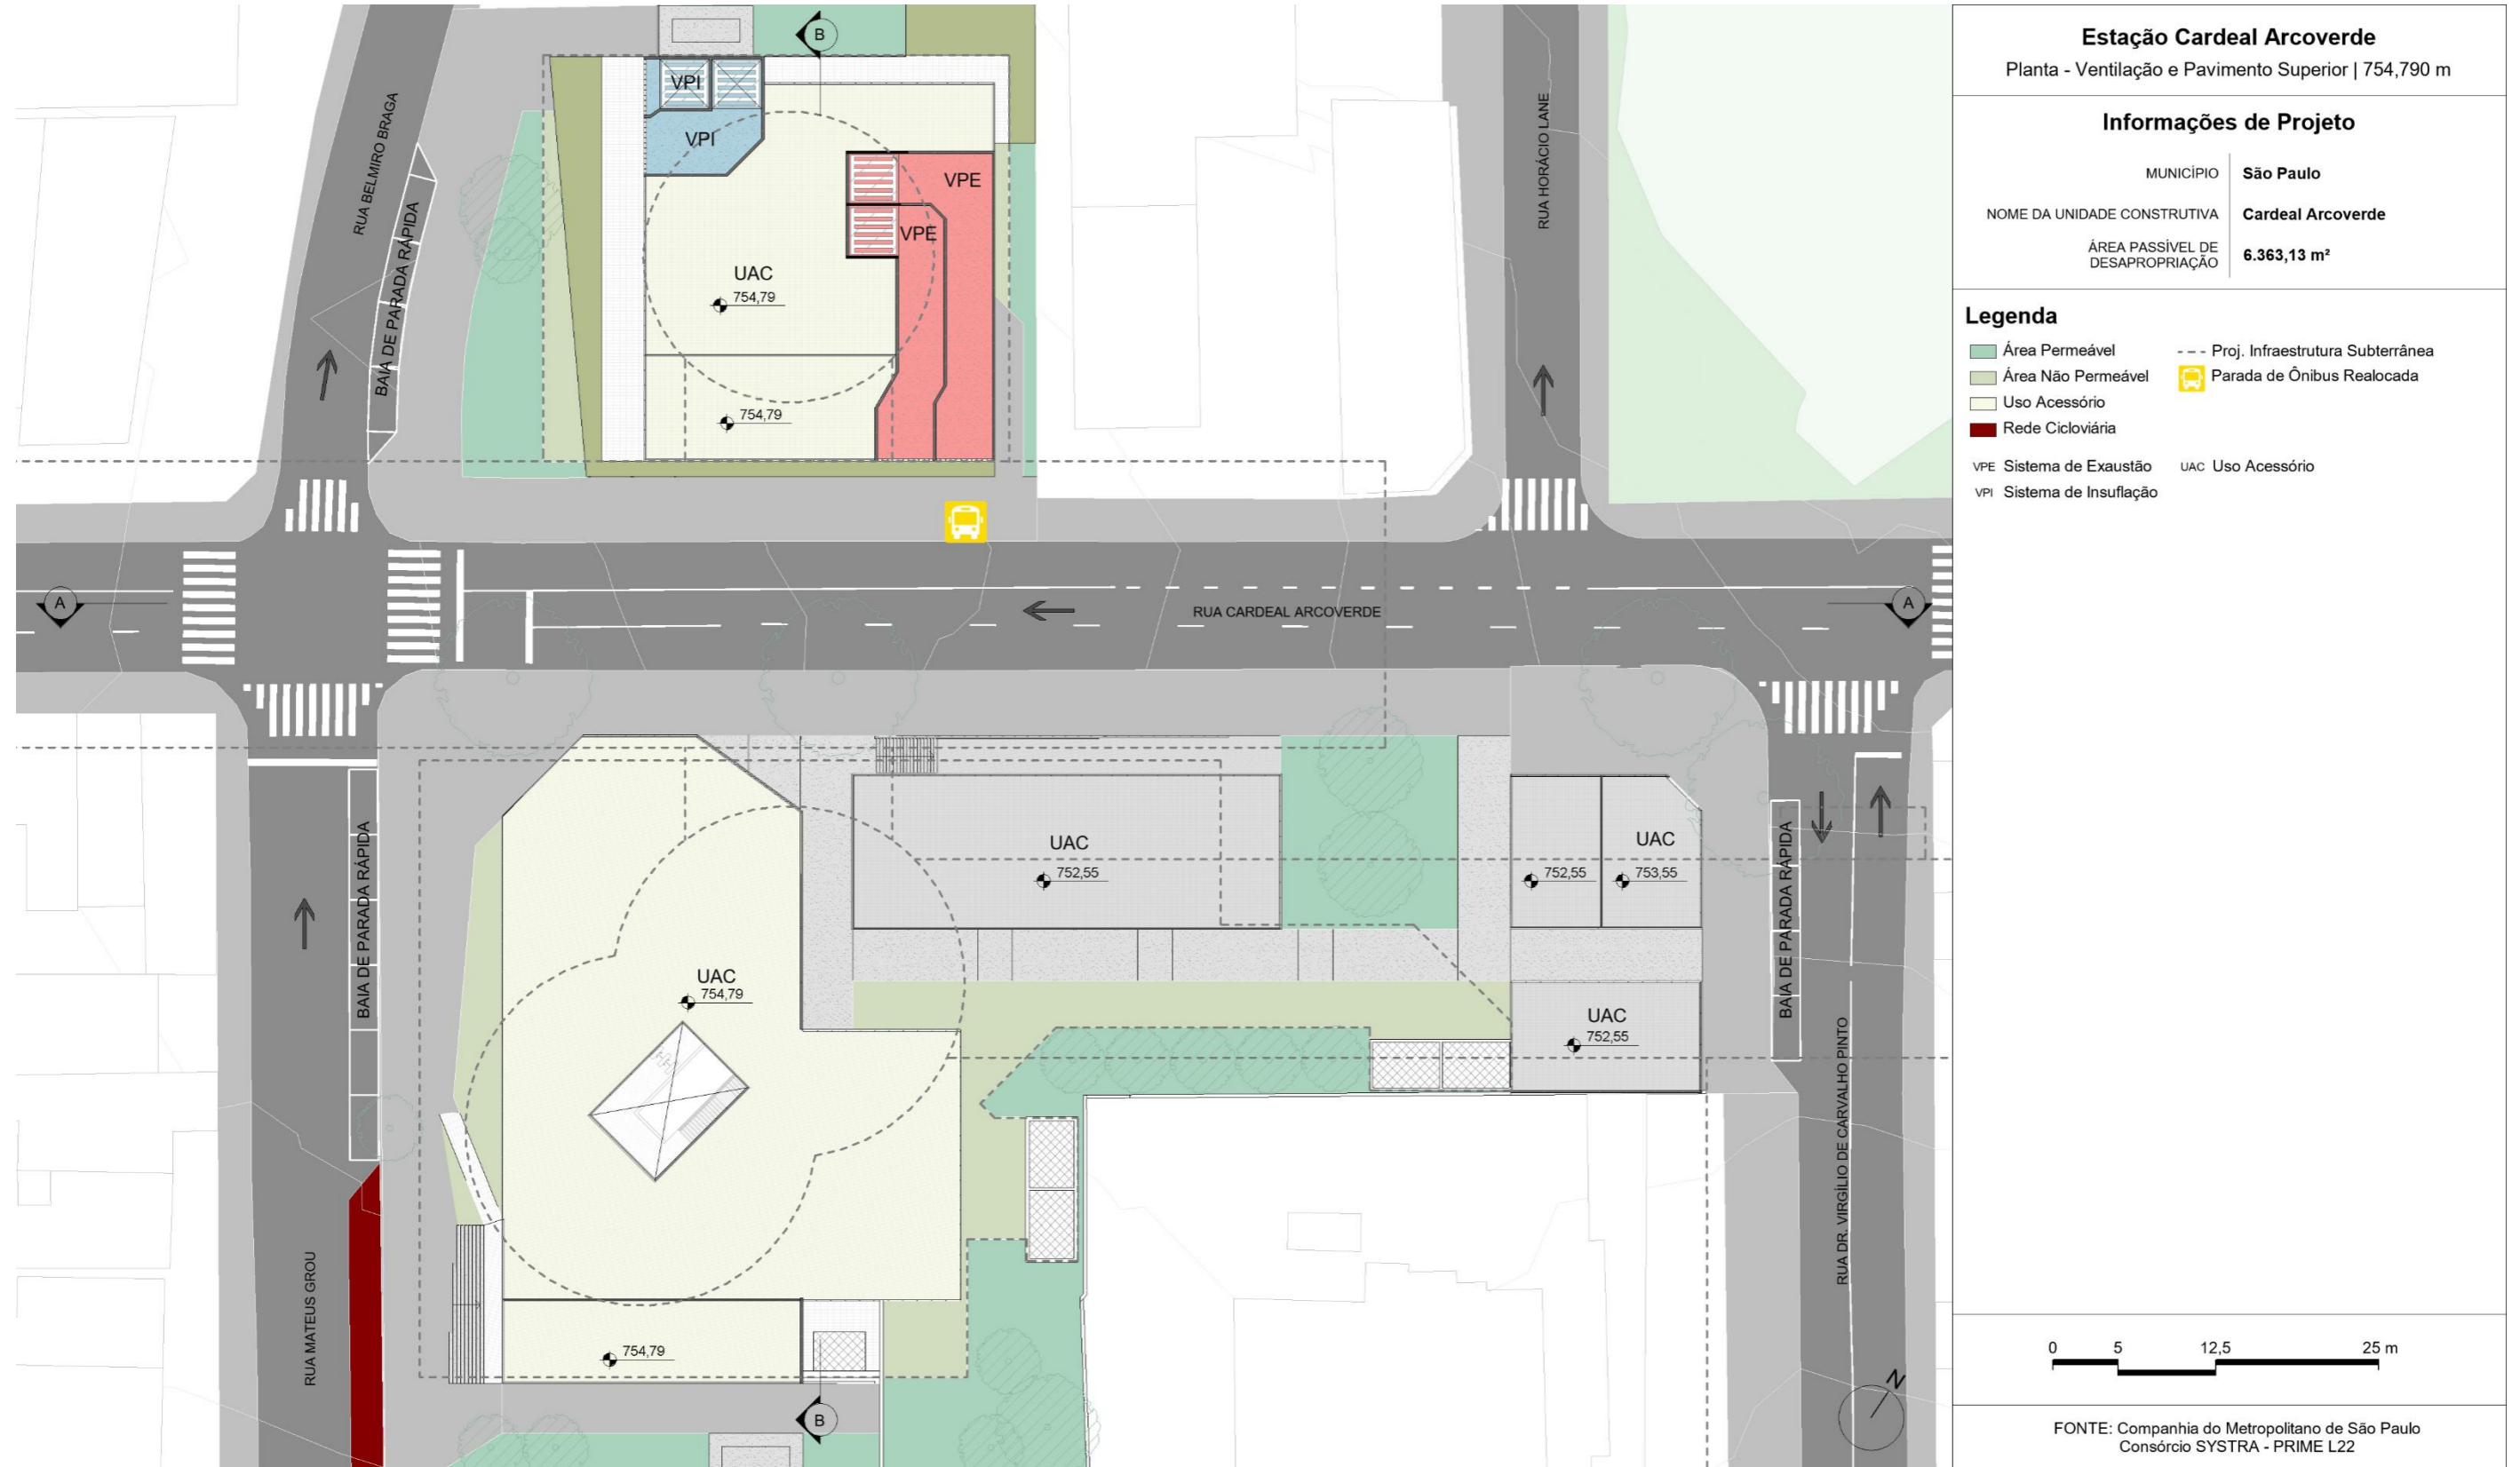 B
VPI
VPI
VPE
VPE
UAC
754,79
754,79
RUA BELMIRO BRAGA
BAIA DE PARADA RÁPIDA
RUA HORÁCIO LANE
A
RUA CARDEAL ARCOVERDE
A
UAC
752,55
752,55
UAC
753,55
UAC
754,79
UAC
752,55
754,79
BAIA DE PARADA RÁPIDA
RUA MATEUS GROU
BAIA DE PARADA RÁPIDA
RUA DR. VIRGÍLIO DE CARVALHO PINTO
B
N
Estação Cardeal Arcoverde
Planta - Ventilação e Pavimento Superior | 754,790 m
Informações de Projeto
MUNICÍPIO São Paulo
NOME DA UNIDADE CONSTRUTIVA Cardeal Arcoverde
ÁREA PASSÍVEL DE
DESAPROPRIAÇÃO 6.363,13 m²
Legenda
Área Permeável Proj. Infraestrutura Subterrânea
Área Não Permeável Parada de Ônibus Realocada
Uso Acessório
Rede Cicloviária
VPE Sistema de Exaustão UAC Uso Acessório
VPI Sistema de Insuflação
0 5 12,5 25 m
FONTE: Companhia do Metropolitano de São Paulo
Consórcio SYSTRA - PRIME L22